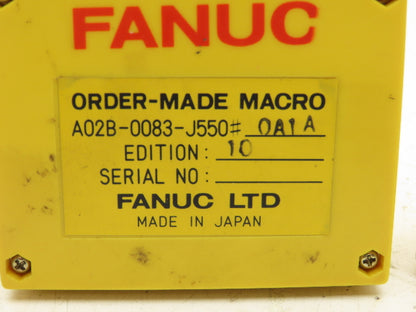 FANUC
ORDER-MADE MACRO
A02B-0083-J550# 0A1A
EDITION: 10
SERIAL NO:
FANUC LTD
MADE IN JAPAN